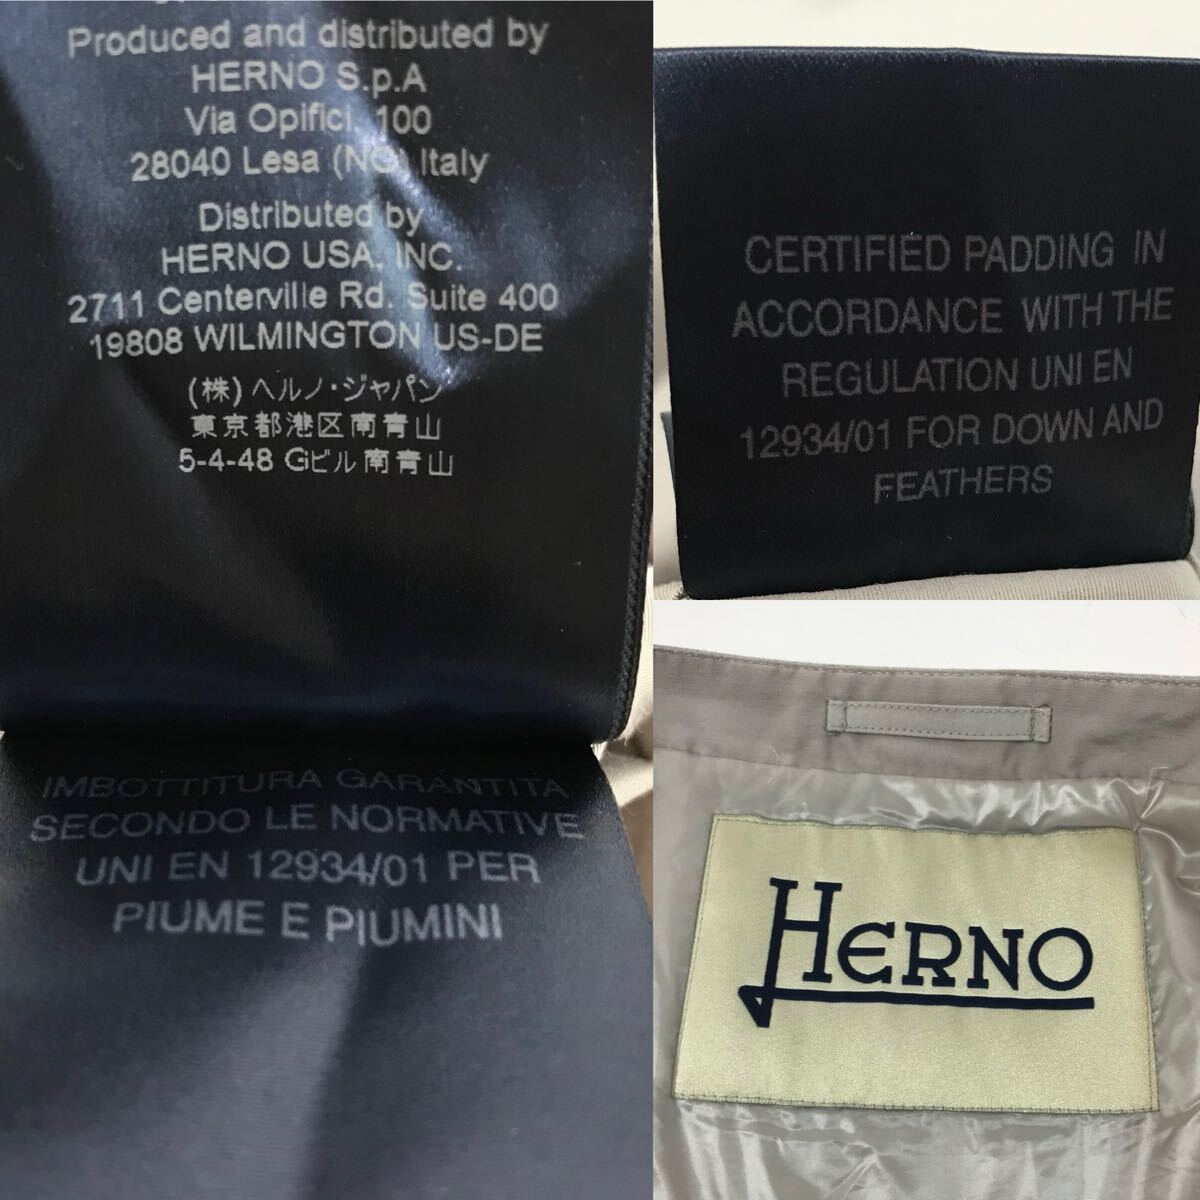 Produced and distributed by
HERNO S.p.A
Via Opifici, 100
28040 Lesa (NO) Italy
Distributed by
HERNO USA, INC.
2711 Centerville Rd. Suite 400
19808 WILMINGTON US-DE
(株)ヘルノ・ジャパン
東京都港区南青山
5-4-48 Giビル南青山
IMBOTTITURA GARANTITA
SECONDO LE NORMATIVE
UNI EN 12934/01 PER
PIUME E PIUMINI
CERTIFIED PADDING IN
ACCORDANCE WITH THE
REGULATION UNI EN
12934/01 FOR DOWN AND
FEATHERS
HERNO